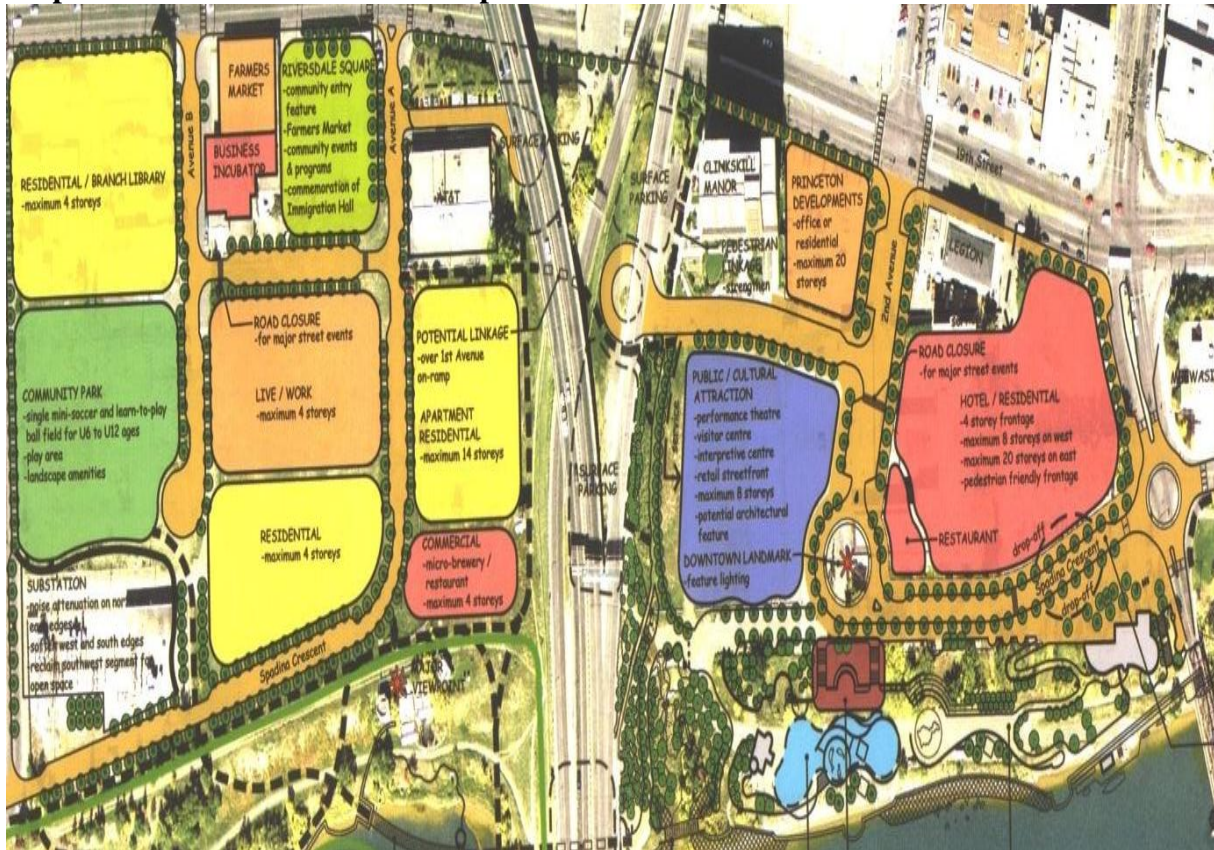 RESIDENTIAL / BRANCH LIBRARY
-maximum 4 storeys
Avenue B
FARMERS
MARKET
BUSINESS
INCUBATOR
RIVERSDALE SQUARE
-community entry
feature
-Farmers Market
-community events
& programs
-commemoration of
Immigration Hall
Avenue A
AT&T
SURFACE PARKING
SURFACE
PARKING
CLINKSKILL
MANOR
PEDESTRIAN
LINKAGE
-strengthen
PRINCETON
DEVELOPMENTS
-office or
residential
-maximum 20
storeys
2nd Avenue
19th Street
3rd Avenue
LEGION
COMMUNITY PARK
-single mini-soccer and learn-to-play
ball field for U6 to U12 ages
-play area
-landscape amenities
ROAD CLOSURE
-for major street events
LIVE / WORK
-maximum 4 storeys
POTENTIAL LINKAGE
-over 1st Avenue
on-ramp
APARTMENT
RESIDENTIAL
-maximum 14 storeys
PUBLIC / CULTURAL
ATTRACTION
-performance theatre
-visitor centre
-interpretive centre
-retail streetfront
-maximum 8 storeys
-potential architectural
feature
ROAD CLOSURE
-for major street events
HOTEL / RESIDENTIAL
-4 storey frontage
-maximum 8 storeys on west
-maximum 20 storeys on east
-pedestrian friendly frontage
SURFACE
PARKING
RESIDENTIAL
-maximum 4 storeys
COMMERCIAL
-micro-brewery /
restaurant
-maximum 4 storeys
DOWNTOWN LANDMARK
-feature lighting
RESTAURANT
drop-off
Spadina Crescent
drop-off
SUBSTATION
-noise attenuation on
edges
west and south edges
-reclaim southwest segment for
open space
Spadina Crescent
MAJOR
VIEWPOINT